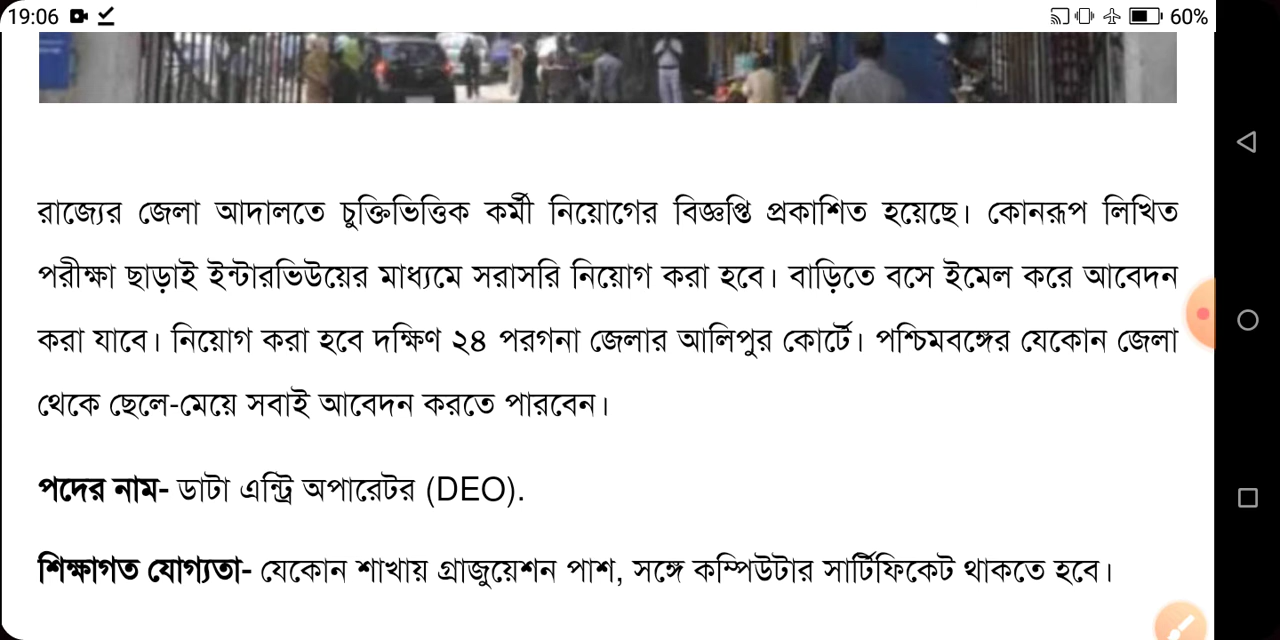 19:06
60%
রাজ্যের জেলা আদালতে চুক্তিভিত্তিক কর্মী নিয়োগের বিজ্ঞপ্তি প্রকাশিত হয়েছে। কোনরূপ লিখিত
পরীক্ষা ছাড়াই ইন্টারভিউয়ের মাধ্যমে সরাসরি নিয়োগ করা হবে। বাড়িতে বসে ইমেল করে আবেদন
করা যাবে। নিয়োগ করা হবে দক্ষিণ ২৪ পরগনা জেলার আলিপুর কোর্টে। পশ্চিমবঙ্গের যেকোন জেলা
থেকে ছেলে-মেয়ে সবাই আবেদন করতে পারবেন।
পদের নাম- ডাটা এন্ট্রি অপারেটর (DEO).
শিক্ষাগত যোগ্যতা- যেকোন শাখায় গ্রাজুয়েশন পাশ, সঙ্গে কম্পিউটার সার্টিফিকেট থাকতে হবে।